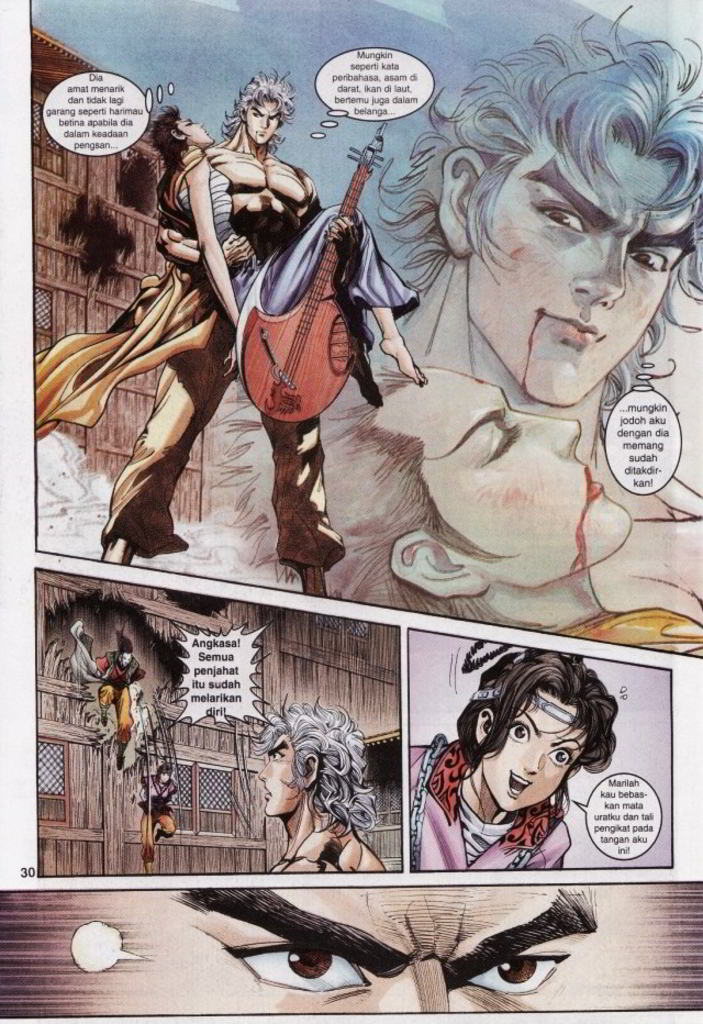 Dia
amat menarik
dan tidak lagi
garang seperti harimau
betina apabila dia
dalam keadaan
pengsan...
Mungkin
seperti kata
peribahasa, asam di
darat, ikan di laut,
bertemu juga dalam
belanga...
...mungkin
jodoh aku
dengan dia
memang
sudah
ditakdir-
kan!
Angkasa!
Semua
penjahat
itu sudah
melarikan
diri!
Marilah
kau bebas-
kan mata
uratku dan tali
pengikat pada
tangan aku
ini!
30